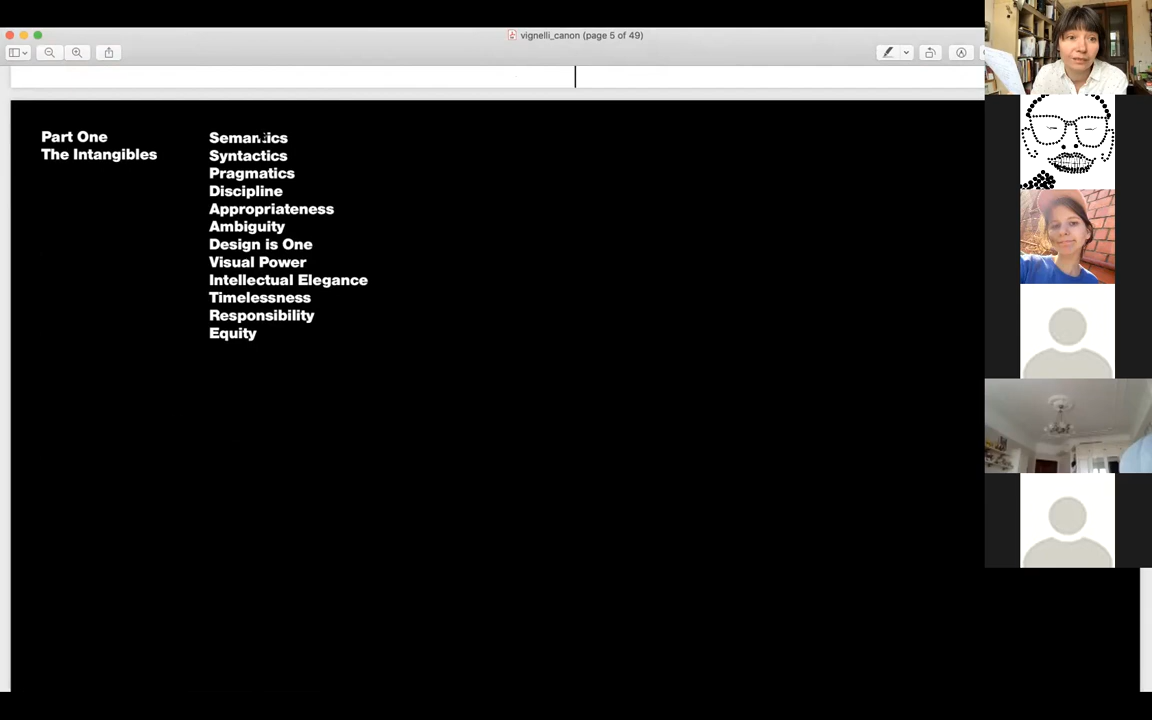 vignelli_canon (page 5 of 49)
Part One
The Intangibles
Semantics
Syntactics
Pragmatics
Discipline
Appropriateness
Ambiguity
Design is One
Visual Power
Intellectual Elegance
Timelessness
Responsibility
Equity